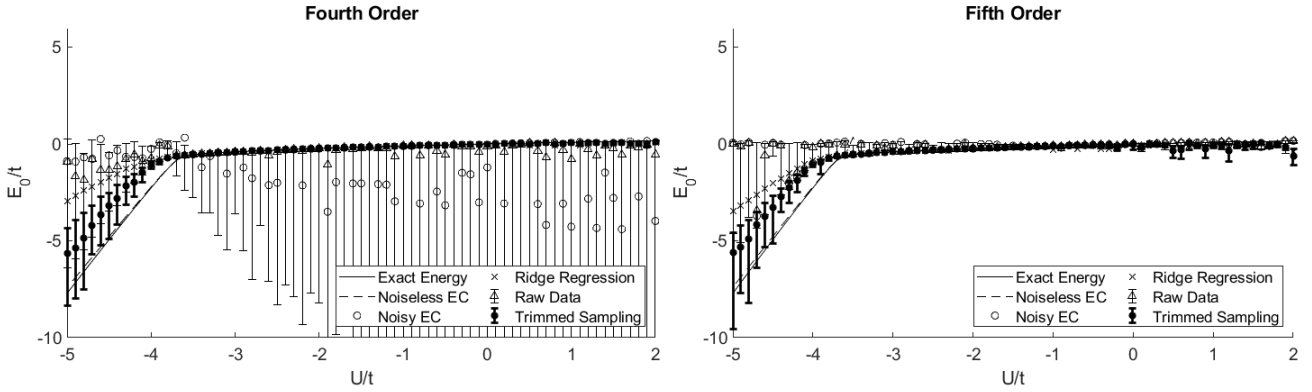 Fourth Order
5
0
-5
-10
E0/t
-5 -4 -3 -2 -1 0 1 2
U/t
Exact Energy
Noiseless EC
Noisy EC
Ridge Regression
Raw Data
Trimmed Sampling
Fifth Order
5
0
-5
-10
E0/t
-5 -4 -3 -2 -1 0 1 2
U/t
Exact Energy
Noiseless EC
Noisy EC
Ridge Regression
Raw Data
Trimmed Sampling